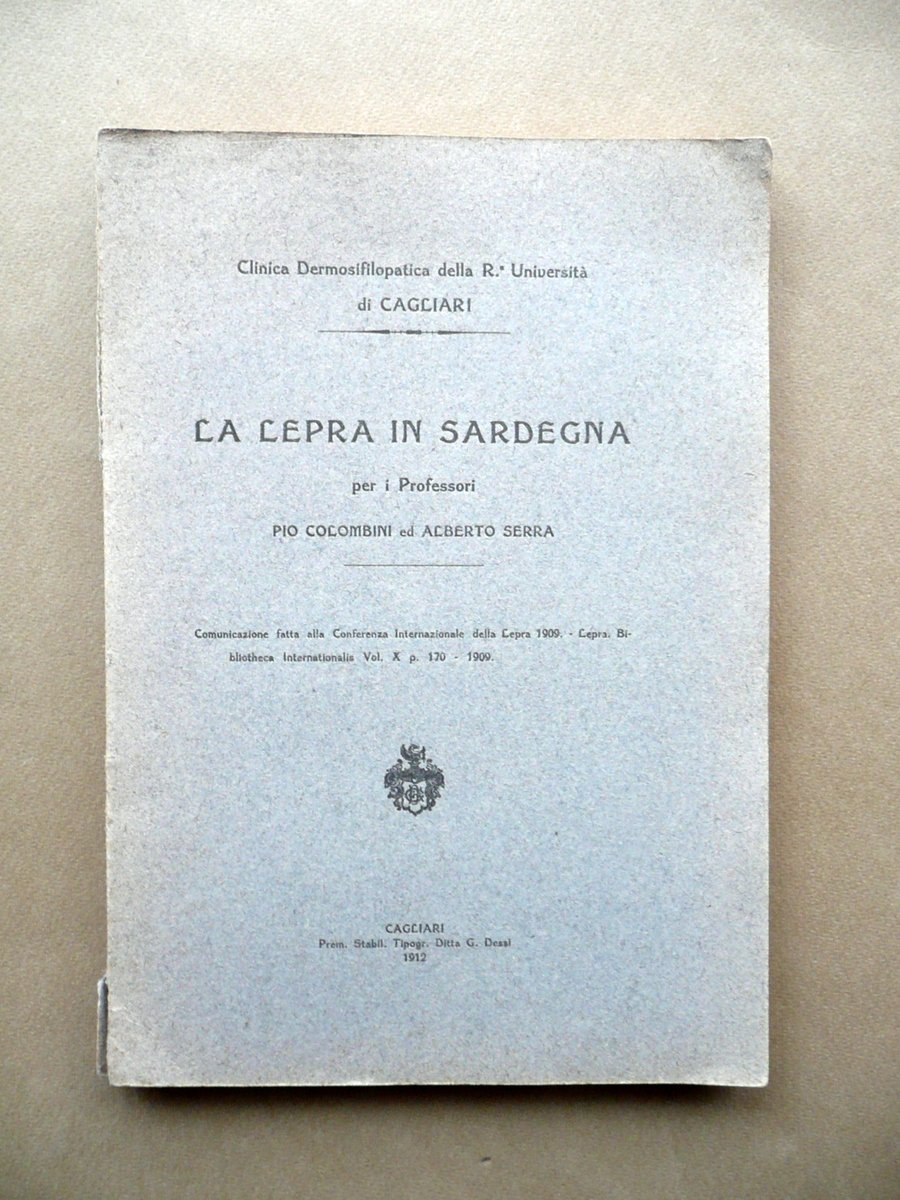 Clinica Dermosifilopatica della R.ª Università
di CAGLIARI
LA LEPRA IN SARDEGNA
per i Professori
PIO COLOMBINI ed ALBERTO SERRA
Comunicazione fatta alla Conferenza Internazionale della Lepra 1909. - Lepra. Bi-
bliotheca Internationalis Vol. X p. 170 - 1909.
CAGLIARI
Prem. Stabil. Tipogr. Ditta G. Dessì
1912